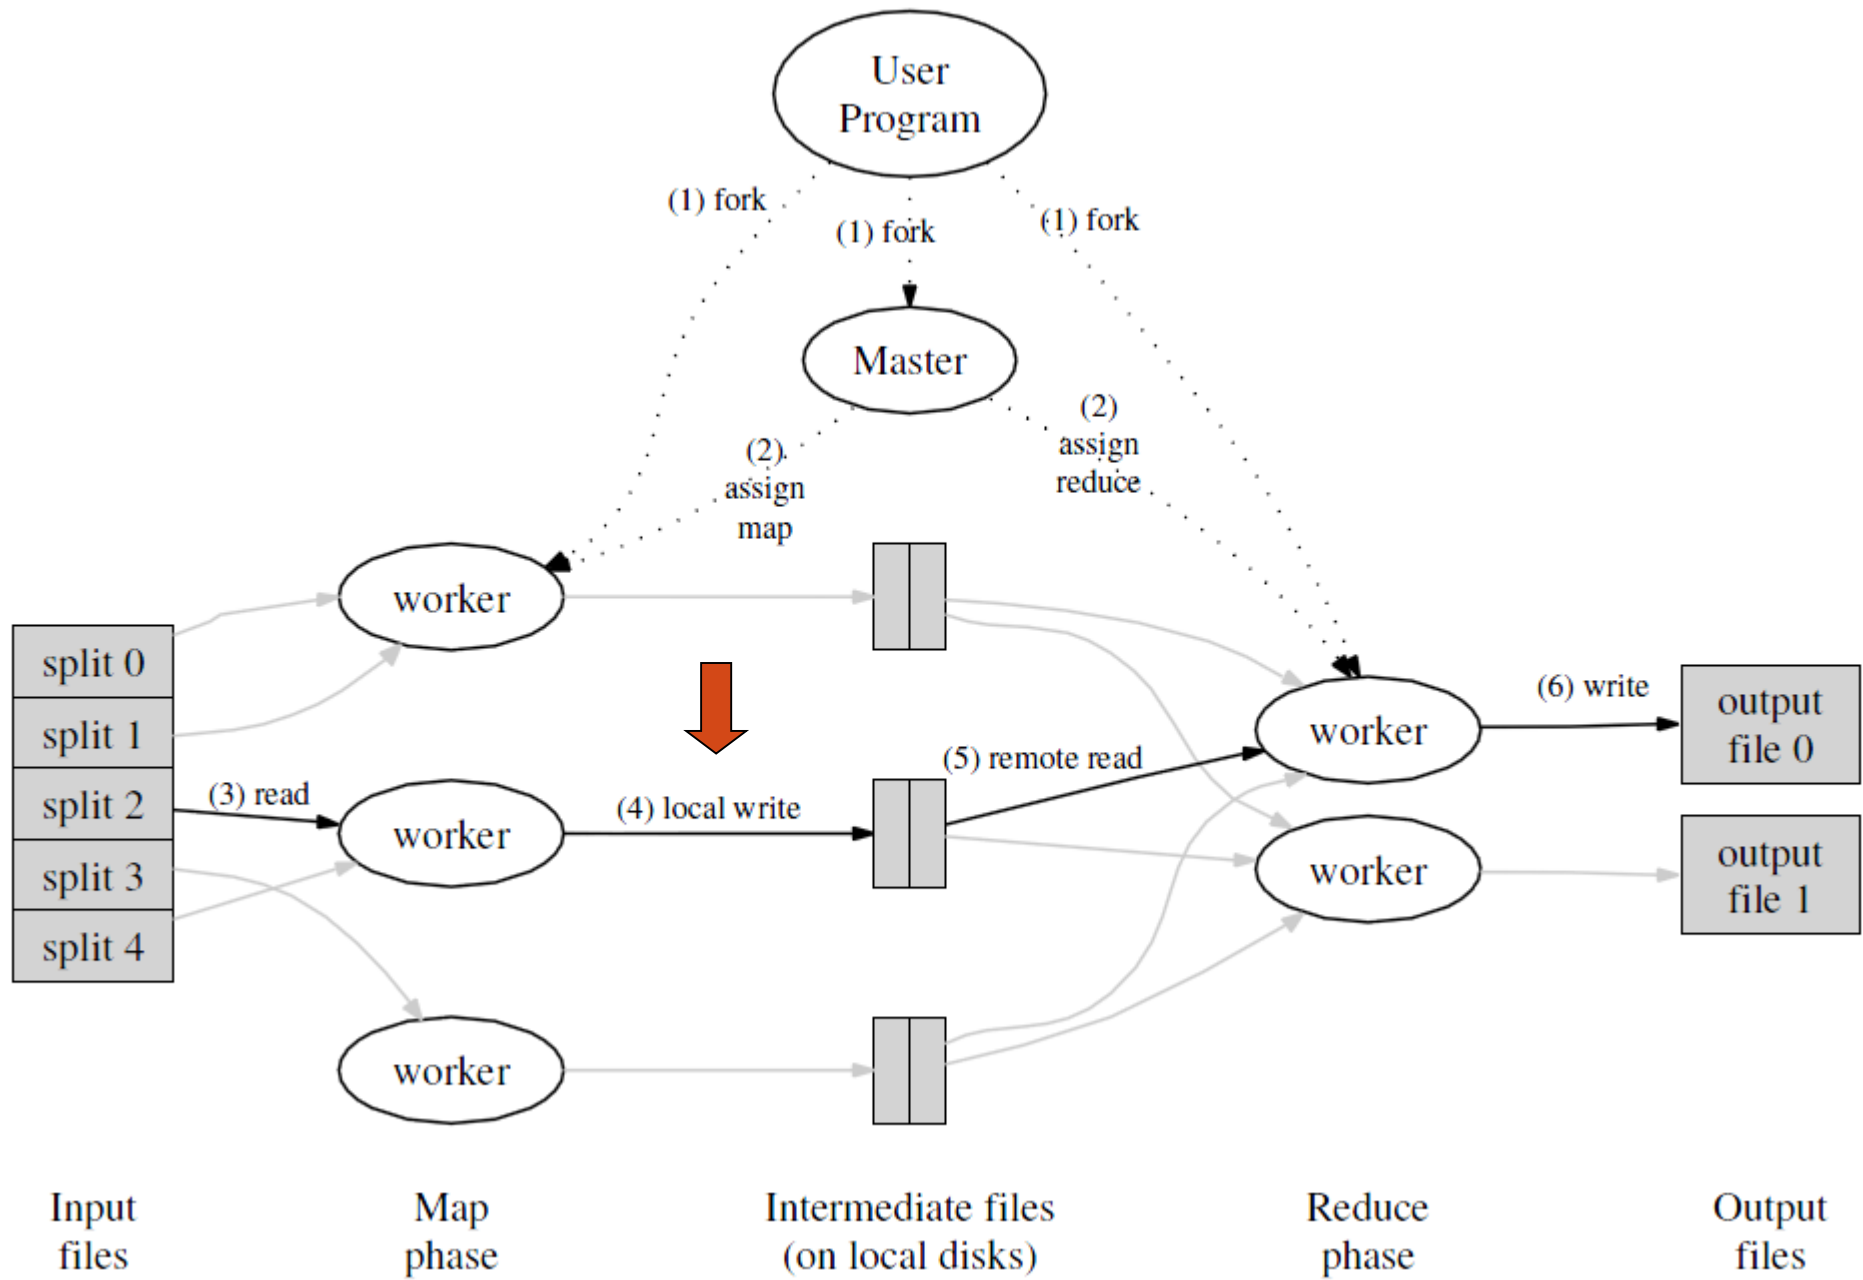 User
Program
(1) fork
(1) fork
(1) fork
Master
(2)
assign
map
(2)
assign
reduce
worker
split 0
split 1
split 2
split 3
split 4
(3) read
worker
(4) local write
(5) remote read
worker
(6) write
output
file 0
worker
output
file 1
worker
Input
files
Map
phase
Intermediate files
(on local disks)
Reduce
phase
Output
files